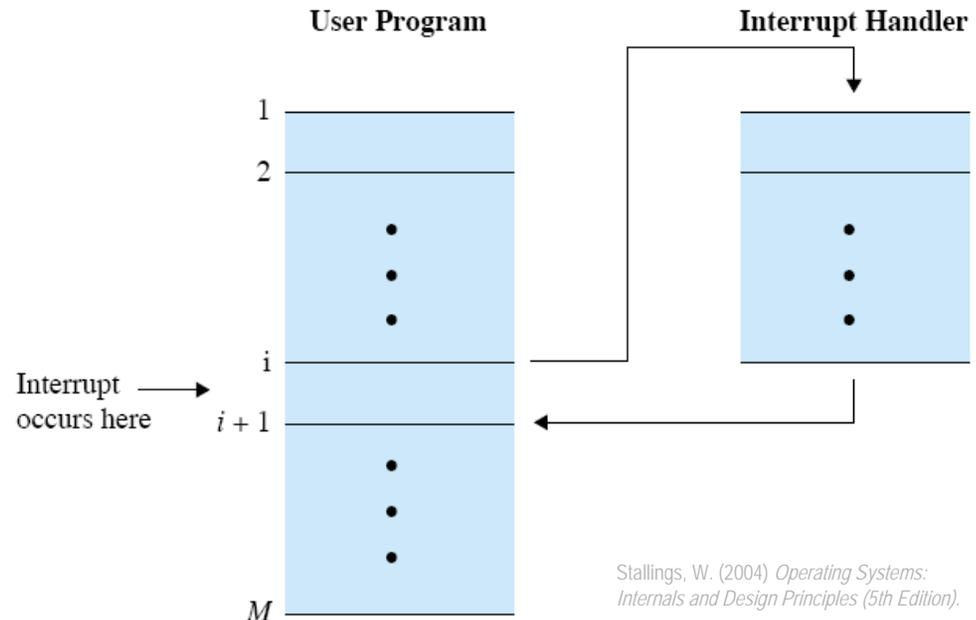 User Program
Interrupt Handler
1
2
i
Interrupt
occurs here
i + 1
M
Stallings, W. (2004) Operating Systems:
Internals and Design Principles (5th Edition).